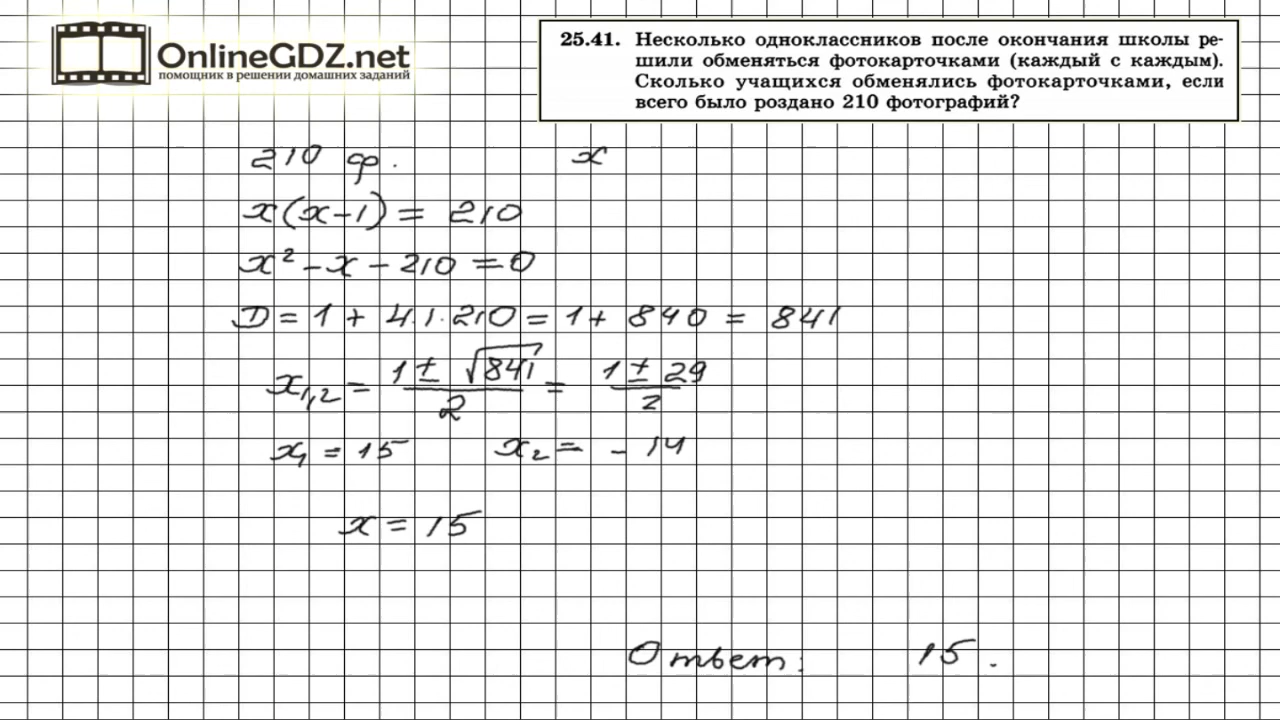 OnlineGDZ.net
помощник в решении домашних заданий
25.41. Несколько одноклассников после окончания школы ре-
шили обменяться фотокарточками (каждый с каждым).
Сколько учащихся обменялись фотокарточками, если
всего было роздано 210 фотографий?
210 ф. x
x(x-1) = 210
x² - x - 210 = 0
D = 1 + 4·1·210 = 1 + 840 = 841
x₁,₂ = (1 ± √841)/2 = (1 ± 29)/2
x₁ = 15 x₂ = -14
x = 15
Ответ: 15.